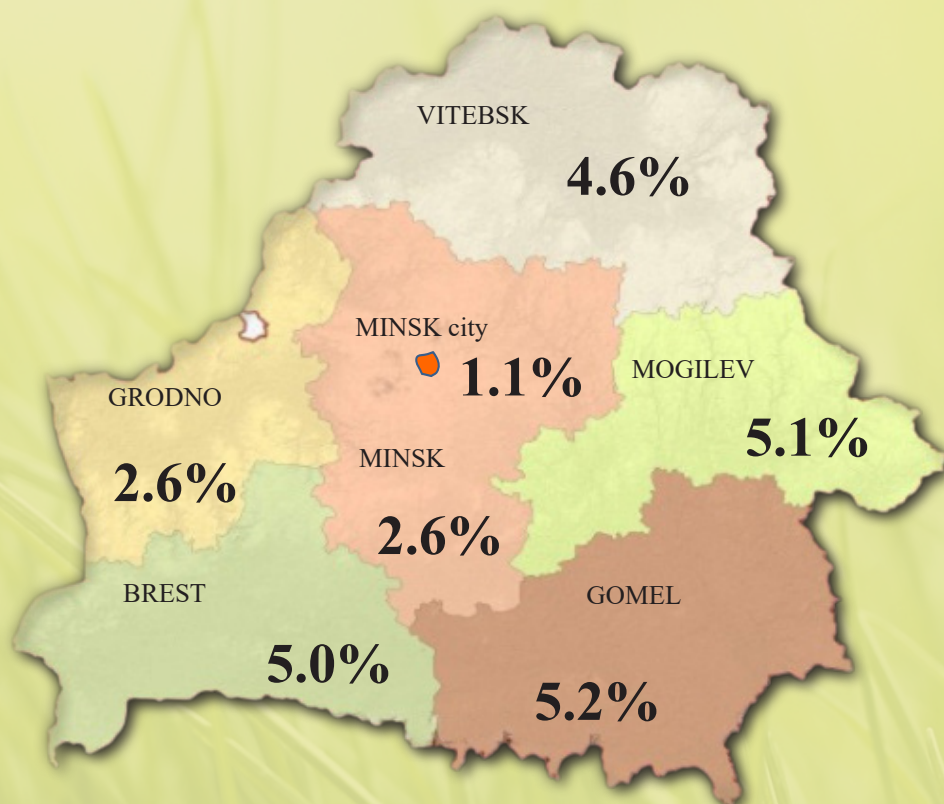 VITEBSK
4.6%
MINSK city
1.1%
MOGILEV
5.1%
GRODNO
2.6%
MINSK
2.6%
BREST
5.0%
GOMEL
5.2%